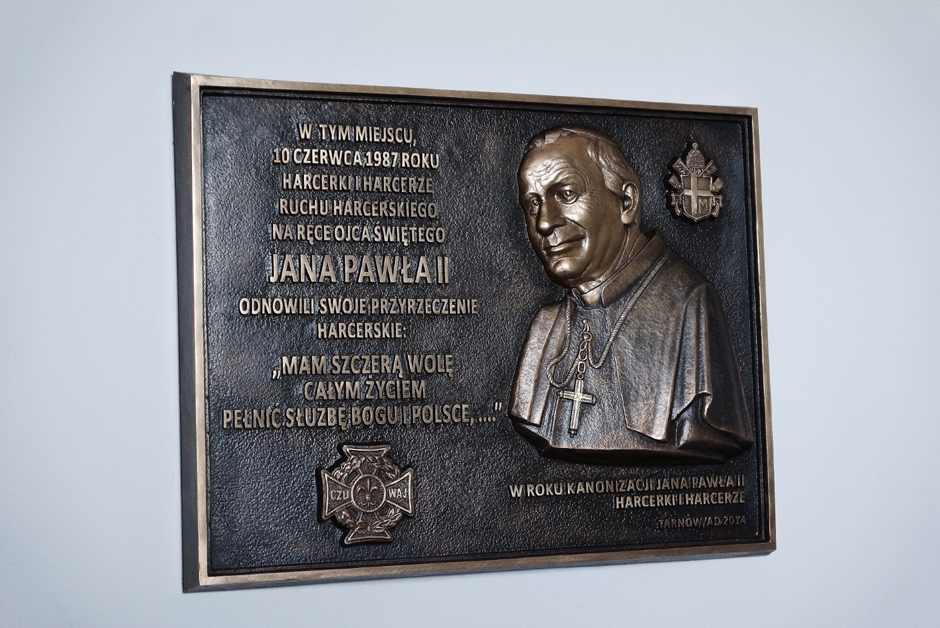 W TYM MIEJSCU,
10 CZERWCA 1987 ROKU
HARCERKI I HARCERZE
RUCHU HARCERSKIEGO
NA RĘCE OJCA ŚWIĘTEGO
JANA PAWŁA II
ODNOWILI SWOJE PRZYRZECZENIE
HARCERSKIE:
„MAM SZCZERĄ WOLĘ
CAŁYM ŻYCIEM
PEŁNIĆ SŁUŻBĘ BOGU I POLSCE, ...."
CZU WAJ
M
W ROKU KANONIZACJI JANA PAWŁA II
HARCERKI I HARCERZE
TARNÓW/AD 2014